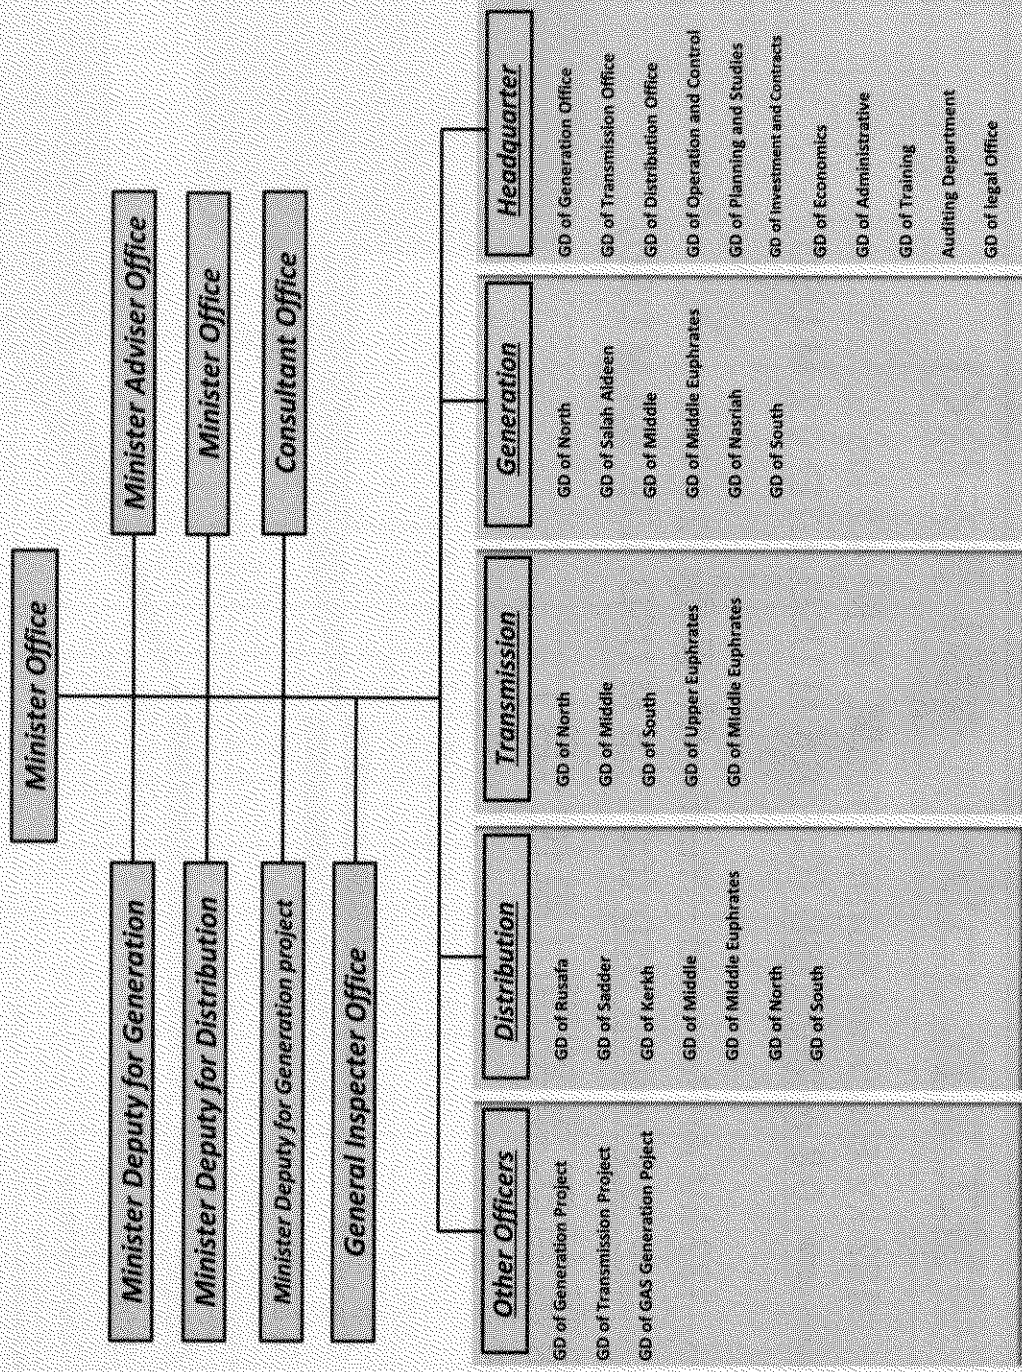 Minister Office
Minister Deputy for Generation
Minister Adviser Office
Minister Deputy for Distribution
Minister Office
Minister Deputy for Generation project
Consultant Office
General Inspecter Office
Other Officers
GD of Generation Project
GD of Transmission Project
GD of GAS Generation Poject
Distribution
GD of Rusafa
GD of Sadder
GD of Kerkh
GD of Middle
GD of Middle Euphrates
GD of North
GD of South
Transmission
GD of North
GD of Middle
GD of South
GD of Upper Euphrates
GD of Middle Euphrates
Generation
GD of North
GD of Salah Aldeen
GD of Middle
GD of Middle Euphrates
GD of Nasriah
GD of South
Headquarter
GD of Generation Office
GD of Transmission Office
GD of Distribution Office
GD of Operation and Control
GD of Planning and Studies
GD of Investment and Contracts
GD of Economics
GD of Administrative
GD of Training
Auditing Department
GD of legal Office